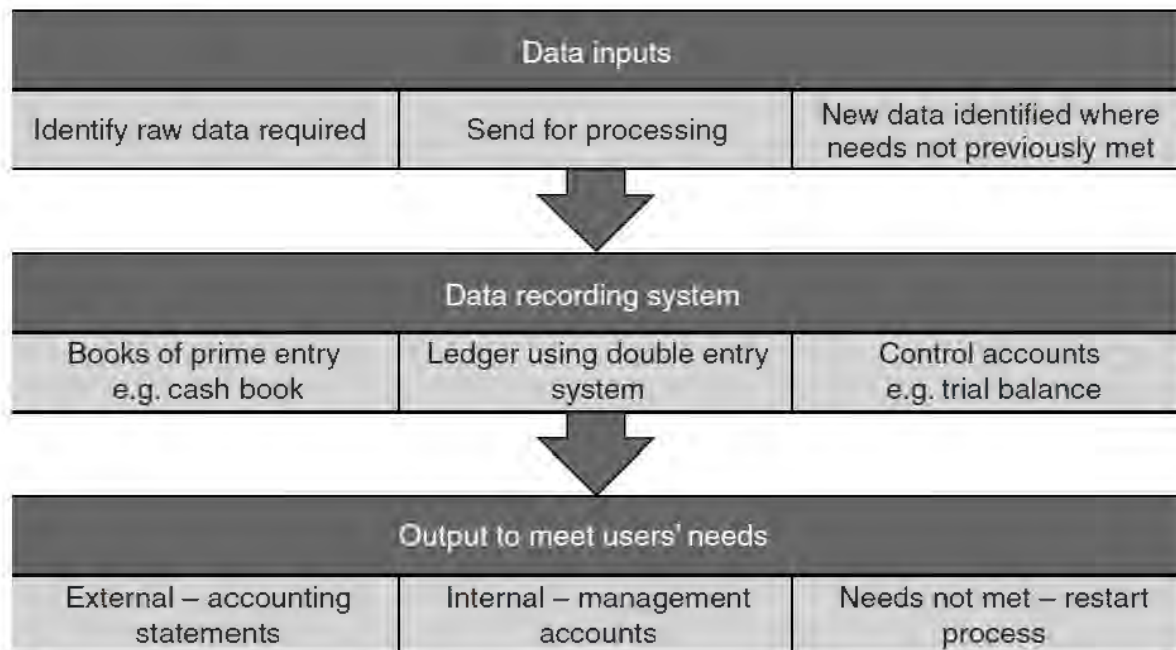 Data inputs
Identify raw data required
Send for processing
New data identified where
needs not previously met
Data recording system
Books of prime entry
e.g. cash book
Ledger using double entry
system
Control accounts
e.g. trial balance
Output to meet users' needs
External – accounting
statements
Internal – management
accounts
Needs not met – restart
process